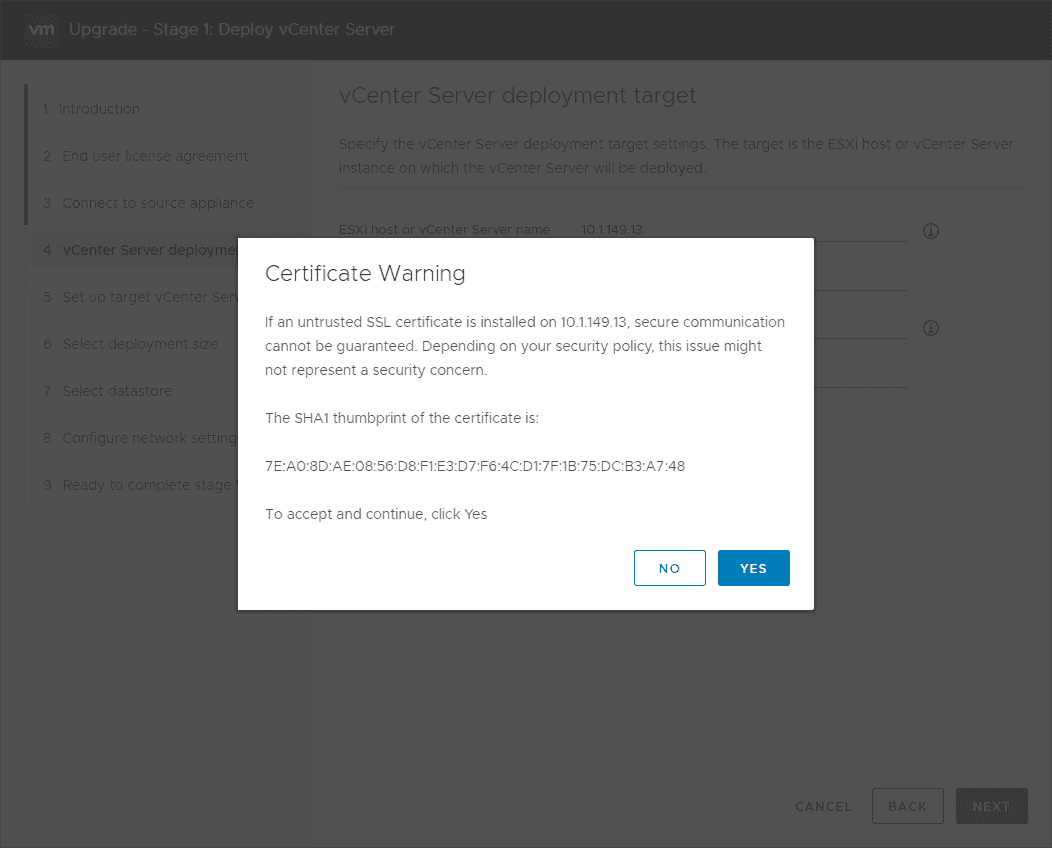 vm Upgrade - Stage 1: Deploy vCenter Server
1 Introduction
2 End user license agreement
3 Connect to source appliance
4 vCenter Server deployme
5 Set up target vCenter Serv
6 Select deployment size
7 Select datastore
8 Configure network setting
9 Ready to complete stage
vCenter Server deployment target
Specify the vCenter Server deployment target settings. The target is the ESXi host or vCenter Server
instance on which the vCenter Server will be deployed.
ESXi host or vCenter Server name 10.1.149.13
Certificate Warning
If an untrusted SSL certificate is installed on 10.1.149.13, secure communication
cannot be guaranteed. Depending on your security policy, this issue might
not represent a security concern.
The SHA1 thumbprint of the certificate is:
7E:A0:8D:AE:08:56:D8:F1:E3:D7:F6:4C:D1:7F:1B:75:DC:B3:A7:48
To accept and continue, click Yes
NO YES
CANCEL BACK NEXT